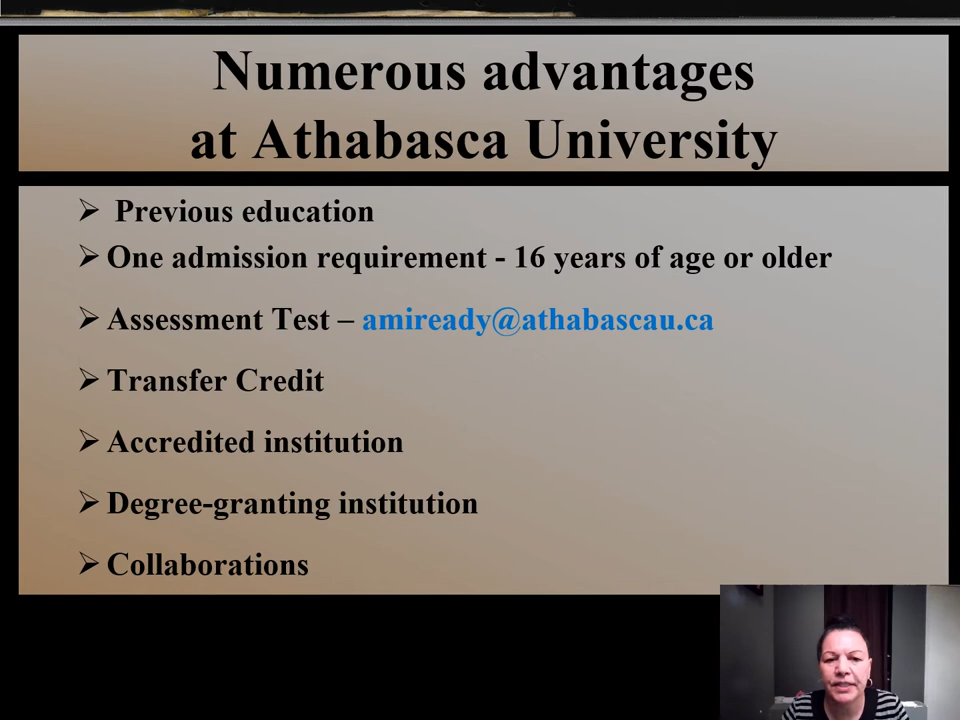 Numerous advantages
at Athabasca University
➢ Previous education
➢ One admission requirement - 16 years of age or older
➢ Assessment Test – amiready@athabascau.ca
➢ Transfer Credit
➢ Accredited institution
➢ Degree-granting institution
➢ Collaborations